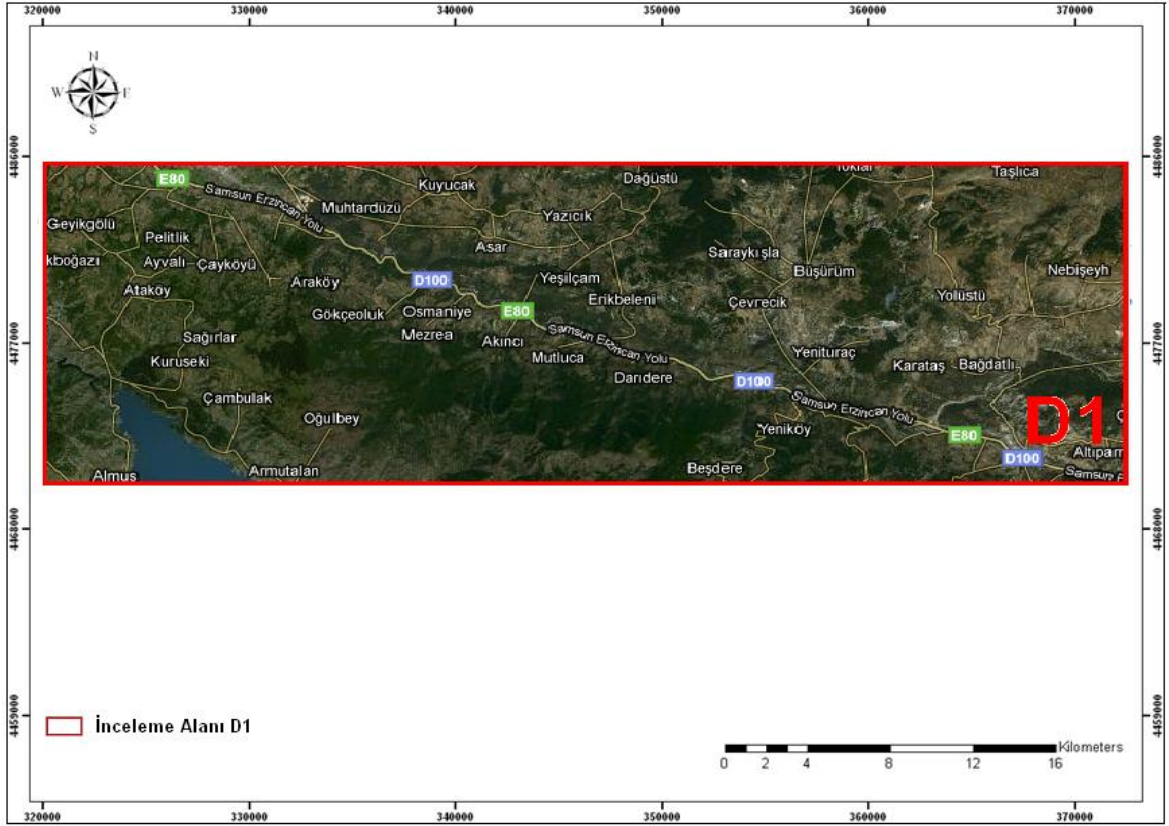 320000 330000 340000 350000 360000 370000
N
W E
S
4486000 4486000
E80
Samsun Erzincan Yolu
Kuyucak
Dağüstü
Taşlıca
Muhtardüzü
Yazıcık
Geyikgölü
Pelitlik
Asar
Saraykışla
Ayvalı
Çayköyü
Büşürüm
Nebişeyh
Ataköy
Araköy
D100
Yeşilçam
Erikbeleni
Çevrecik
Yolüstü
Gökçeoluk
Osmaniye
E80
Sağırlar
Mezrea
Akıncı
Samsun Erzincan Yolu
4477000 4477000
Mutluca
Yenituraç
Kuruseki
Karataş
Bağdatlı
Darıdere
D100
Çambulak
Samsun Erzincan Yolu
Oğulbey
Yeniköy
E80
D1
D100
Almus
Armutalan
Beşdere
4468000 4468000
4459000 4459000
İnceleme Alanı D1
Kilometers
0 2 4 8 12 16
320000 330000 340000 350000 360000 370000